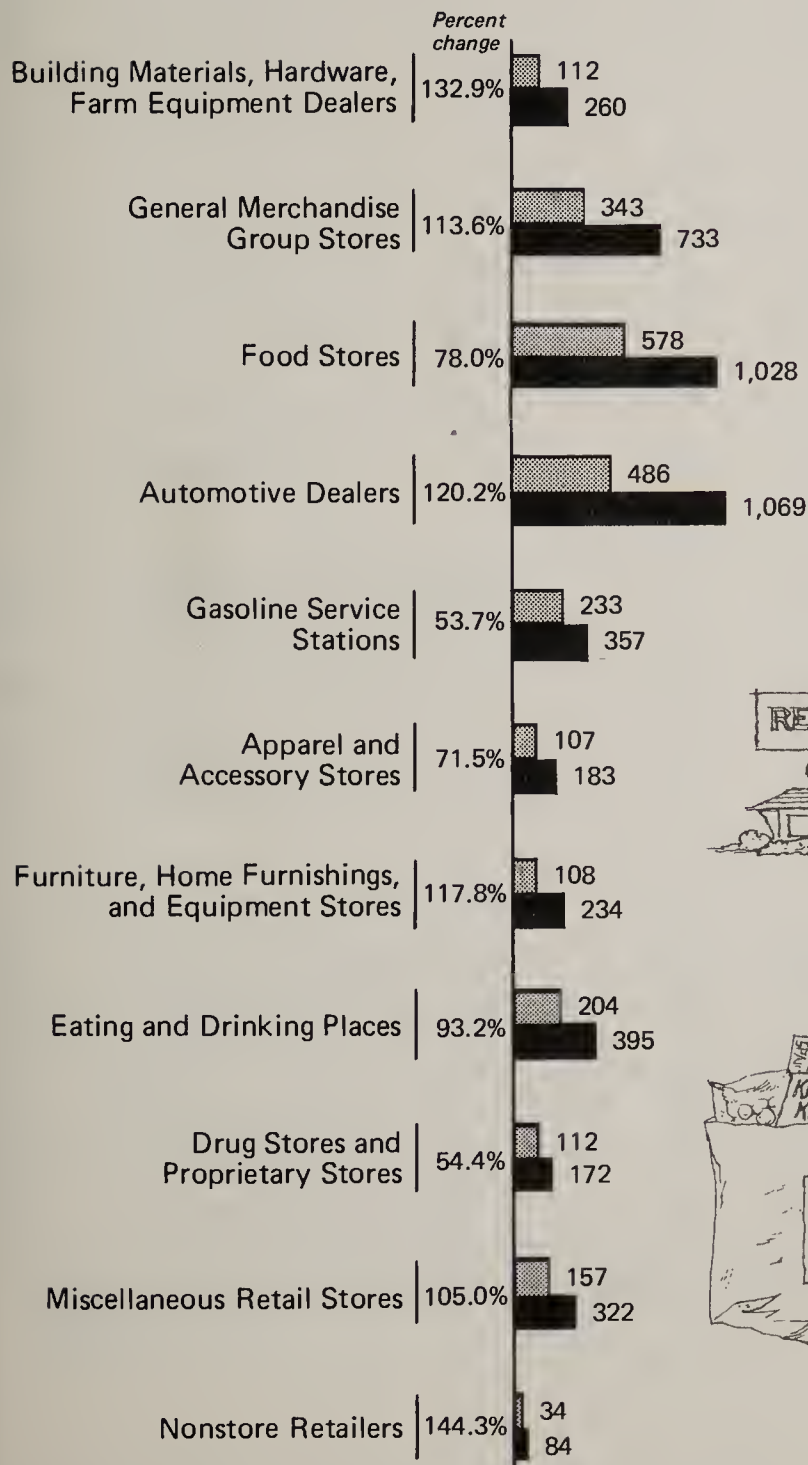 Percent
change
Building Materials, Hardware,
Farm Equipment Dealers
132.9%
112
260
General Merchandise
Group Stores
113.6%
343
733
Food Stores
78.0%
578
1,028
Automotive Dealers
120.2%
486
1,069
Gasoline Service
Stations
53.7%
233
357
Apparel and
Accessory Stores
71.5%
107
183
Furniture, Home Furnishings,
and Equipment Stores
117.8%
108
234
Eating and Drinking Places
93.2%
204
395
Drug Stores and
Proprietary Stores
54.4%
112
172
Miscellaneous Retail Stores
105.0%
157
322
Nonstore Retailers
144.3%
34
84
RE